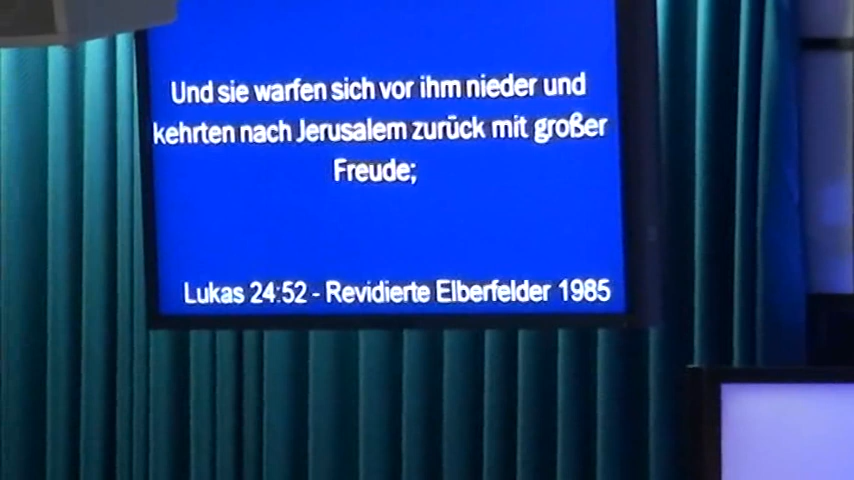 Und sie warfen sich vor ihm nieder und
kehrten nach Jerusalem zurück mit großer
Freude;
Lukas 24:52 - Revidierte Elberfelder 1985